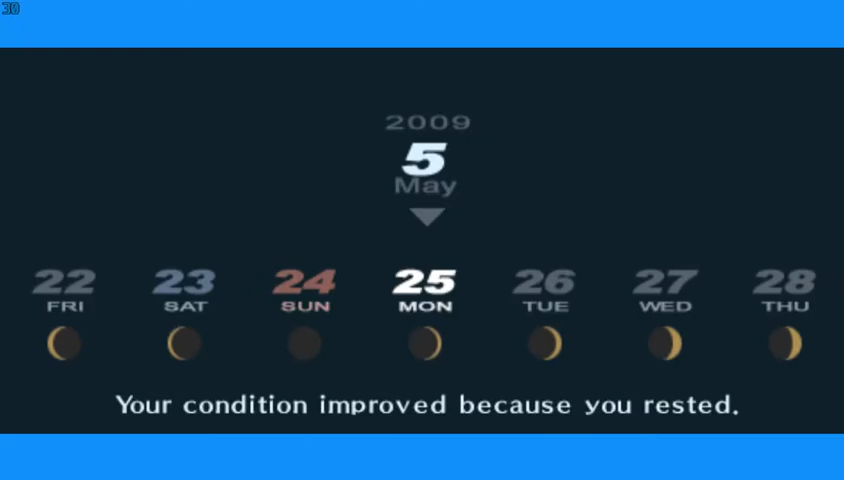 30
2009
5
May
22 23 24 25 26 27 28
FRI SAT SUN MON TUE WED THU
Your condition improved because you rested.